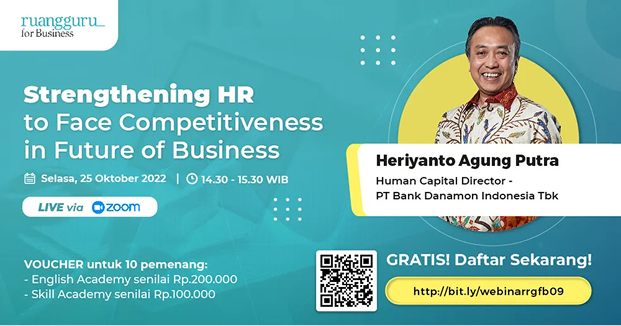 ruangguru_
for Business
Strengthening HR
to Face Competitiveness
in Future of Business
Selasa, 25 Oktober 2022 | 14.30 - 15.30 WIB
LIVE via zoom
Heriyanto Agung Putra
Human Capital Director -
PT Bank Danamon Indonesia Tbk
VOUCHER untuk 10 pemenang:
- English Academy senilai Rp.200.000
- Skill Academy senilai Rp.100.000
GRATIS! Daftar Sekarang!
http://bit.ly/webinarrgfb09